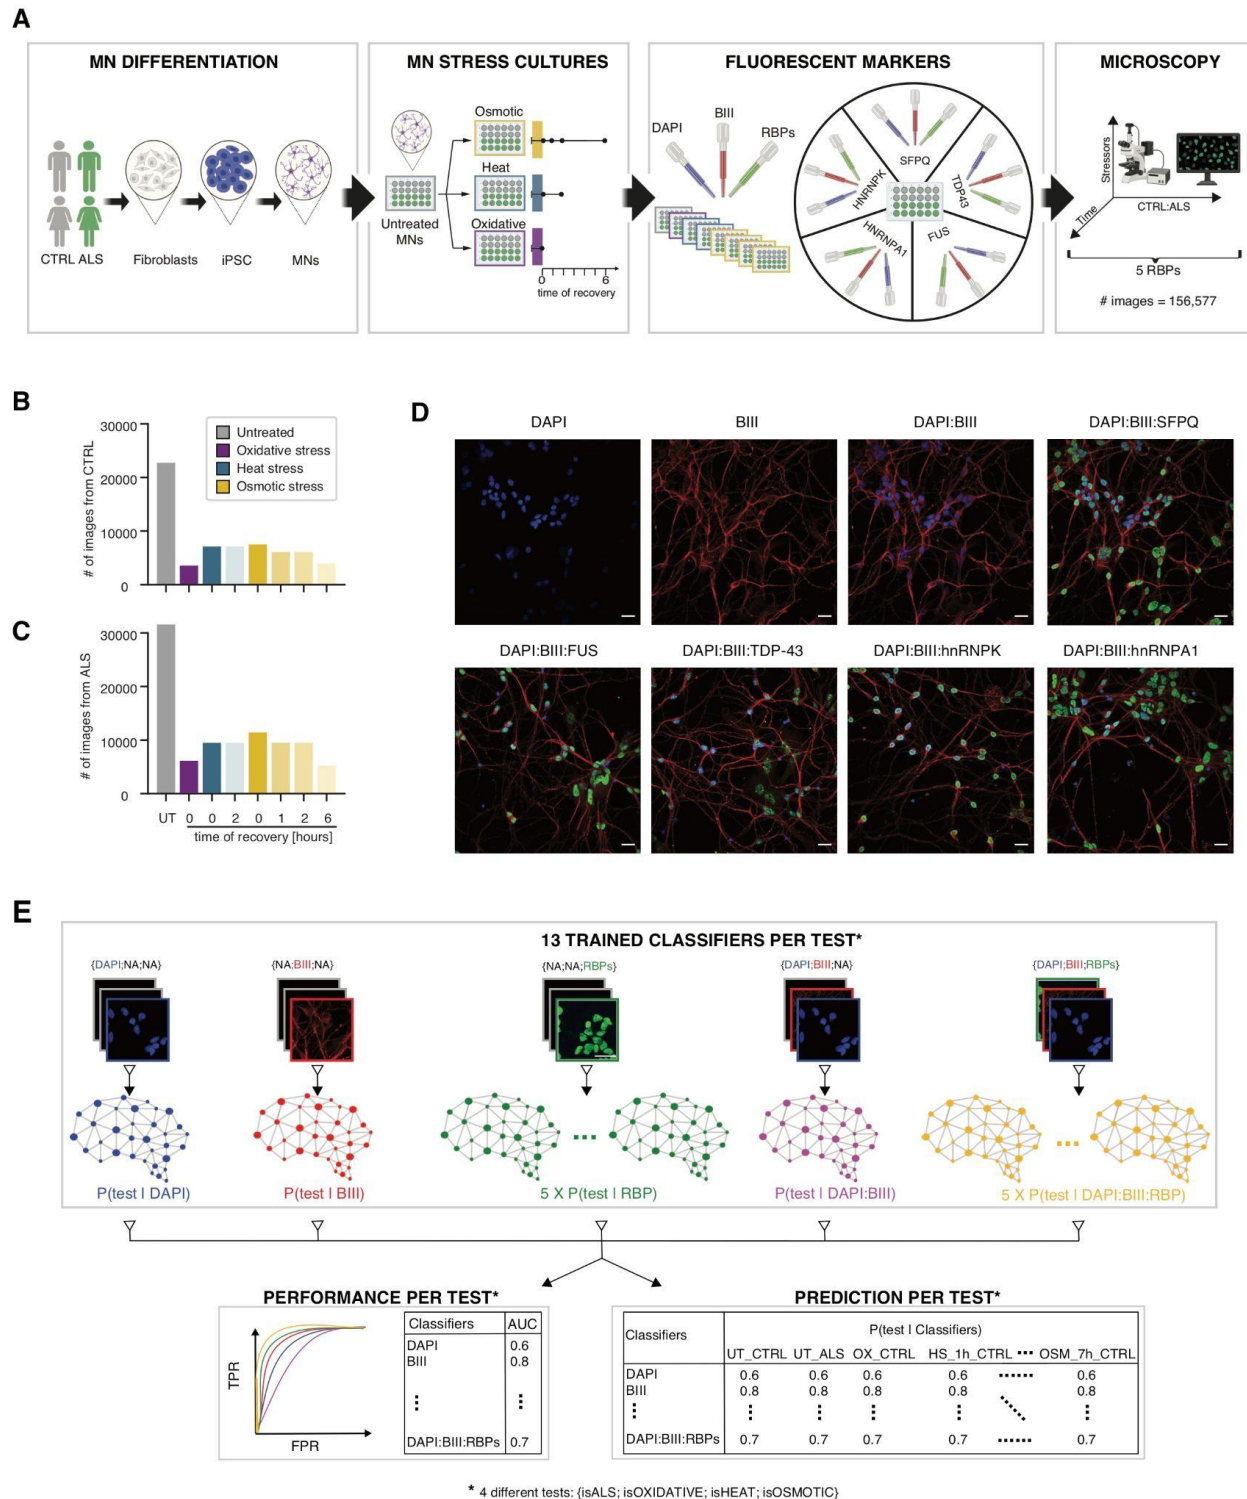 A
MN DIFFERENTIATION
CTRL ALS
Fibroblasts
iPSC
MNs
MN STRESS CULTURES
Untreated
MNs
Osmotic
Heat
Oxidative
0 6
time of recovery
FLUORESCENT MARKERS
DAPI
BIII
RBPs
SFPQ
HNRNPK
TDP43
HNRNPA1
FUS
MICROSCOPY
Stressors
Time
CTRL:ALS
5 RBPs
# images = 156,577
B
# of images from CTRL
30000
20000
10000
0
Untreated
Oxidative stress
Heat stress
Osmotic stress
C
# of images from ALS
30000
20000
10000
0
UT 0 0 2 0 1 2 6
time of recovery [hours]
D
DAPI
BIII
DAPI:BIII
DAPI:BIII:SFPQ
DAPI:BIII:FUS
DAPI:BIII:TDP-43
DAPI:BIII:hnRNPK
DAPI:BIII:hnRNPA1
E
13 TRAINED CLASSIFIERS PER TEST*
{DAPI;NA;NA}
{NA;BIII;NA}
{NA;NA;RBPs}
{DAPI;BIII;NA}
{DAPI;BIII;RBPs}
P(test I DAPI)
P(test I BIII)
5 X P(test I RBP)
P(test I DAPI:BIII)
5 X P(test I DAPI:BIII:RBP)
PERFORMANCE PER TEST*
TPR
FPR
Classifiers AUC
DAPI 0.6
BIII 0.8
DAPI:BIII:RBPs 0.7
PREDICTION PER TEST*
Classifiers
P(test I Classifiers)
UT_CTRL UT_ALS OX_CTRL HS_1h_CTRL OSM_7h_CTRL
DAPI 0.6 0.6 0.6 0.6 0.6
BIII 0.8 0.8 0.8 0.8 0.8
DAPI:BIII:RBPs 0.7 0.7 0.7 0.7 0.7
* 4 different tests: {isALS; isOXIDATIVE; isHEAT; isOSMOTIC}